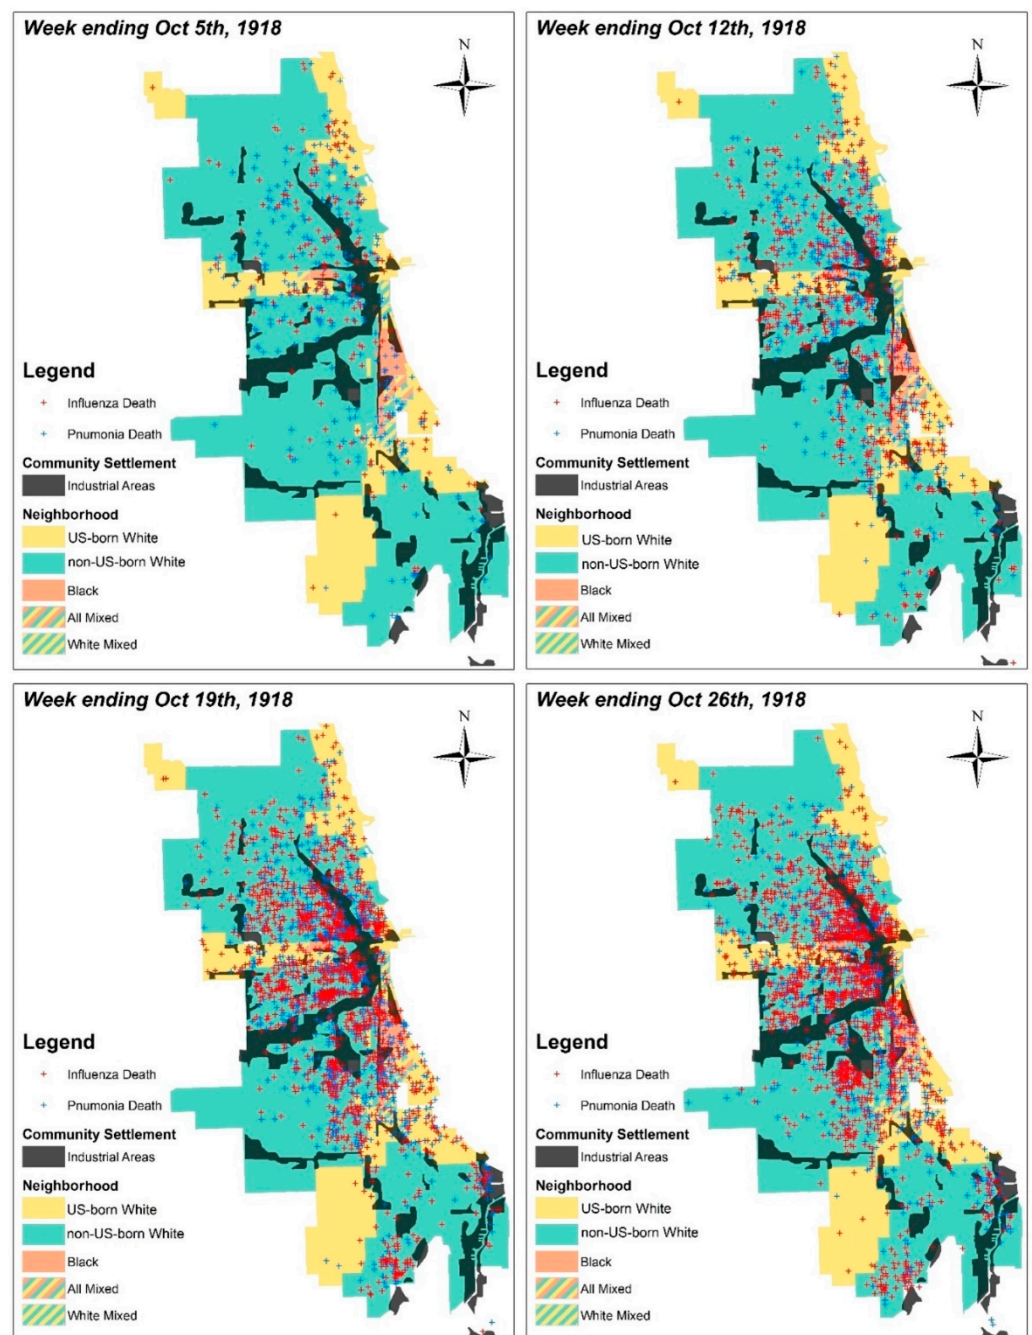 Week ending Oct 5th, 1918
N
Legend
Influenza Death
Pnumonia Death
Community Settlement
Industrial Areas
Neighborhood
US-born White
non-US-born White
Black
All Mixed
White Mixed
Week ending Oct 12th, 1918
N
Legend
Influenza Death
Pnumonia Death
Community Settlement
Industrial Areas
Neighborhood
US-born White
non-US-born White
Black
All Mixed
White Mixed
Week ending Oct 19th, 1918
N
Legend
Influenza Death
Pnumonia Death
Community Settlement
Industrial Areas
Neighborhood
US-born White
non-US-born White
Black
All Mixed
White Mixed
Week ending Oct 26th, 1918
N
Legend
Influenza Death
Pnumonia Death
Community Settlement
Industrial Areas
Neighborhood
US-born White
non-US-born White
Black
All Mixed
White Mixed